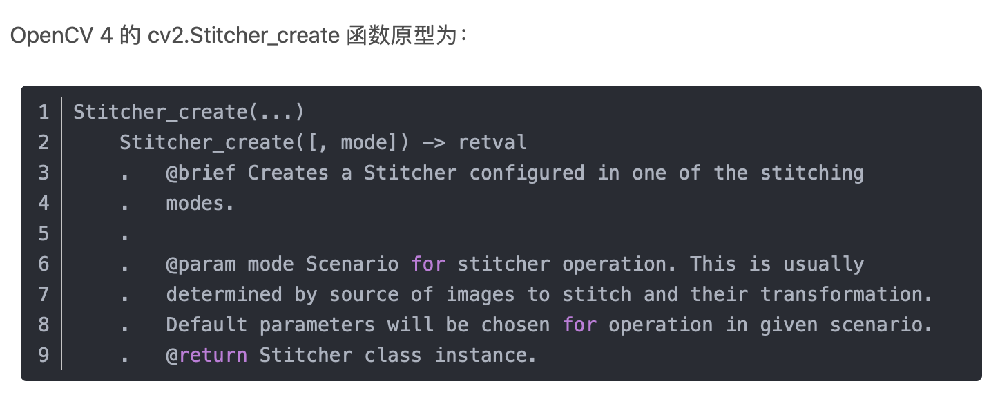 OpenCV 4 的 cv2.Stitcher_create 函数原型为：
1 Stitcher_create(...)
2     Stitcher_create([, mode]) -> retval
3     .   @brief Creates a Stitcher configured in one of the stitching
4     .   modes.
5     .
6     .   @param mode Scenario for stitcher operation. This is usually
7     .   determined by source of images to stitch and their transformation.
8     .   Default parameters will be chosen for operation in given scenario.
9     .   @return Stitcher class instance.